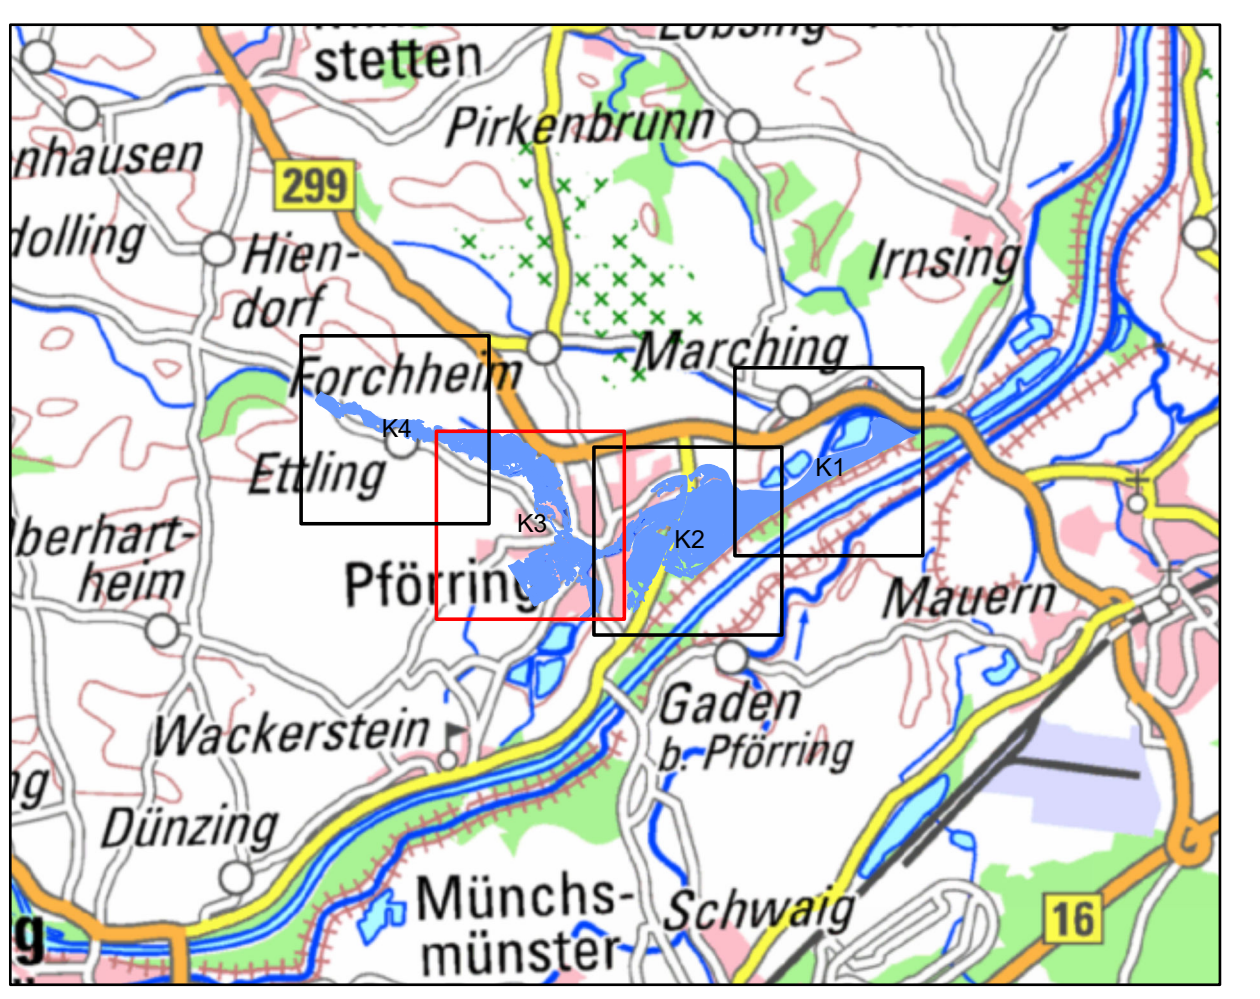 stetten
Pirkenbrunn
nhausen
299
dolling
Hien-
dorf
Irnsing
Marching
Forchheim
K4
K1
Ettling
K3
K2
berhart-
heim
Pförring
Mauern
Gaden
b. Pförring
Wackerstein
ng
Dünzing
Münchs-
münster
Schwaig
16
g